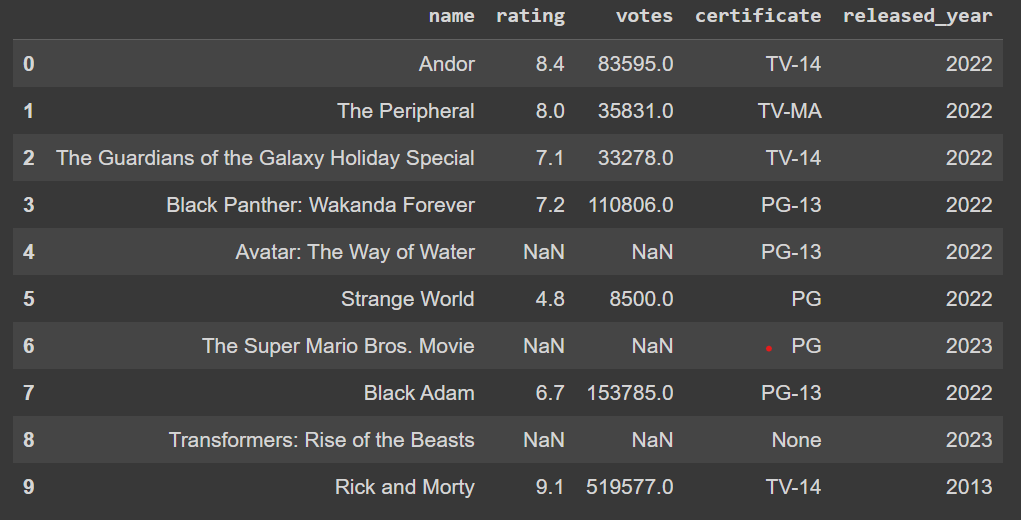 name rating votes certificate released_year
0 Andor 8.4 83595.0 TV-14 2022
1 The Peripheral 8.0 35831.0 TV-MA 2022
2 The Guardians of the Galaxy Holiday Special 7.1 33278.0 TV-14 2022
3 Black Panther: Wakanda Forever 7.2 110806.0 PG-13 2022
4 Avatar: The Way of Water NaN NaN PG-13 2022
5 Strange World 4.8 8500.0 PG 2022
6 The Super Mario Bros. Movie NaN NaN PG 2023
7 Black Adam 6.7 153785.0 PG-13 2022
8 Transformers: Rise of the Beasts NaN NaN None 2023
9 Rick and Morty 9.1 519577.0 TV-14 2013